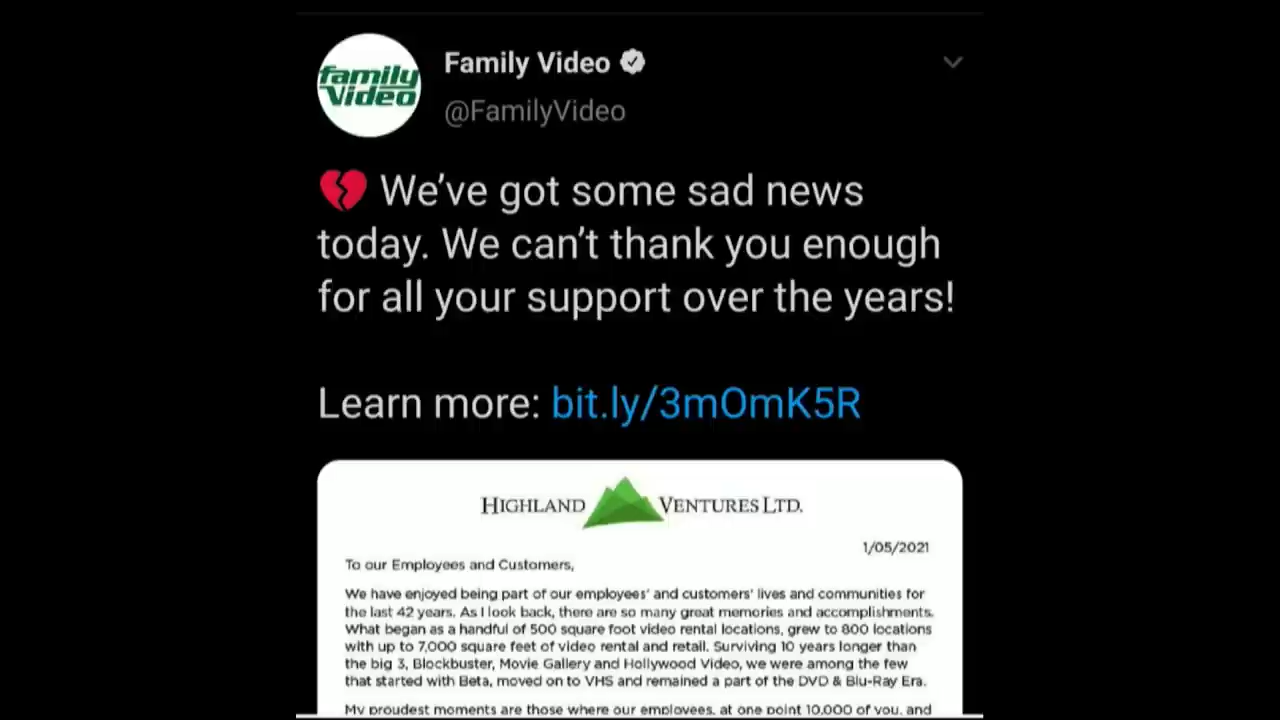 family
Video
Family Video
@FamilyVideo
💔 We've got some sad news
today. We can't thank you enough
for all your support over the years!
Learn more: bit.ly/3mOmK5R
HIGHLAND VENTURES LTD.
1/05/2021
To our Employees and Customers,
We have enjoyed being part of our employees' and customers' lives and communities for
the last 42 years. As I look back, there are so many great memories and accomplishments.
What began as a handful of 500 square foot video rental locations, grew to 800 locations
with up to 7,000 square feet of video rental and retail. Surviving 10 years longer than
the big 3, Blockbuster, Movie Gallery and Hollywood Video, we were among the few
that started with Beta, moved on to VHS and remained a part of the DVD & Blu-Ray Era.
My proudest moments are those where our employees, at one point 10,000 of you, and